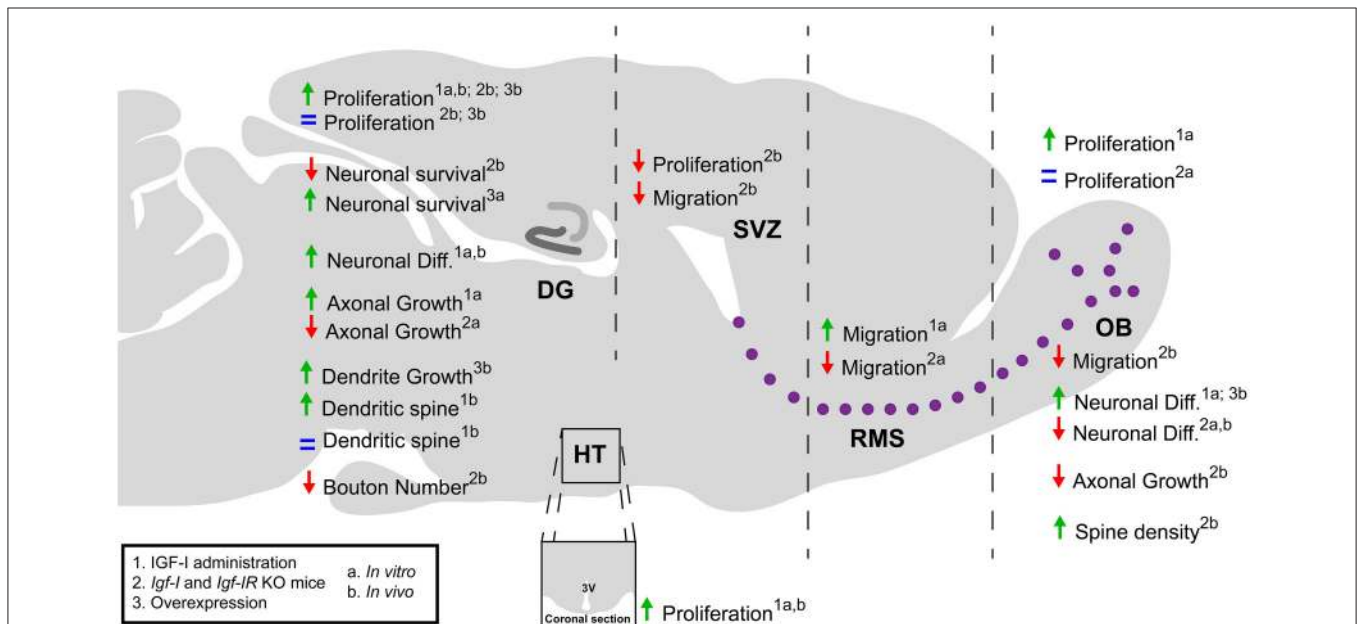 Proliferation1a,b; 2b; 3b
Proliferation 2b; 3b
Neuronal survival2b
Neuronal survival3a
Neuronal Diff.1a,b
Axonal Growth1a
Axonal Growth2a
Dendrite Growth3b
Dendritic spine1b
Dendritic spine1b
Bouton Number2b
DG
HT
3V
Coronal section
Proliferation1a,b
Proliferation2b
Migration2b
SVZ
Migration1a
Migration2a
RMS
Proliferation1a
Proliferation2a
OB
Migration2b
Neuronal Diff.1a; 3b
Neuronal Diff.2a,b
Axonal Growth2b
Spine density2b
1. IGF-I administration
2. Igf-I and Igf-IR KO mice
3. Overexpression
a. In vitro
b. In vivo